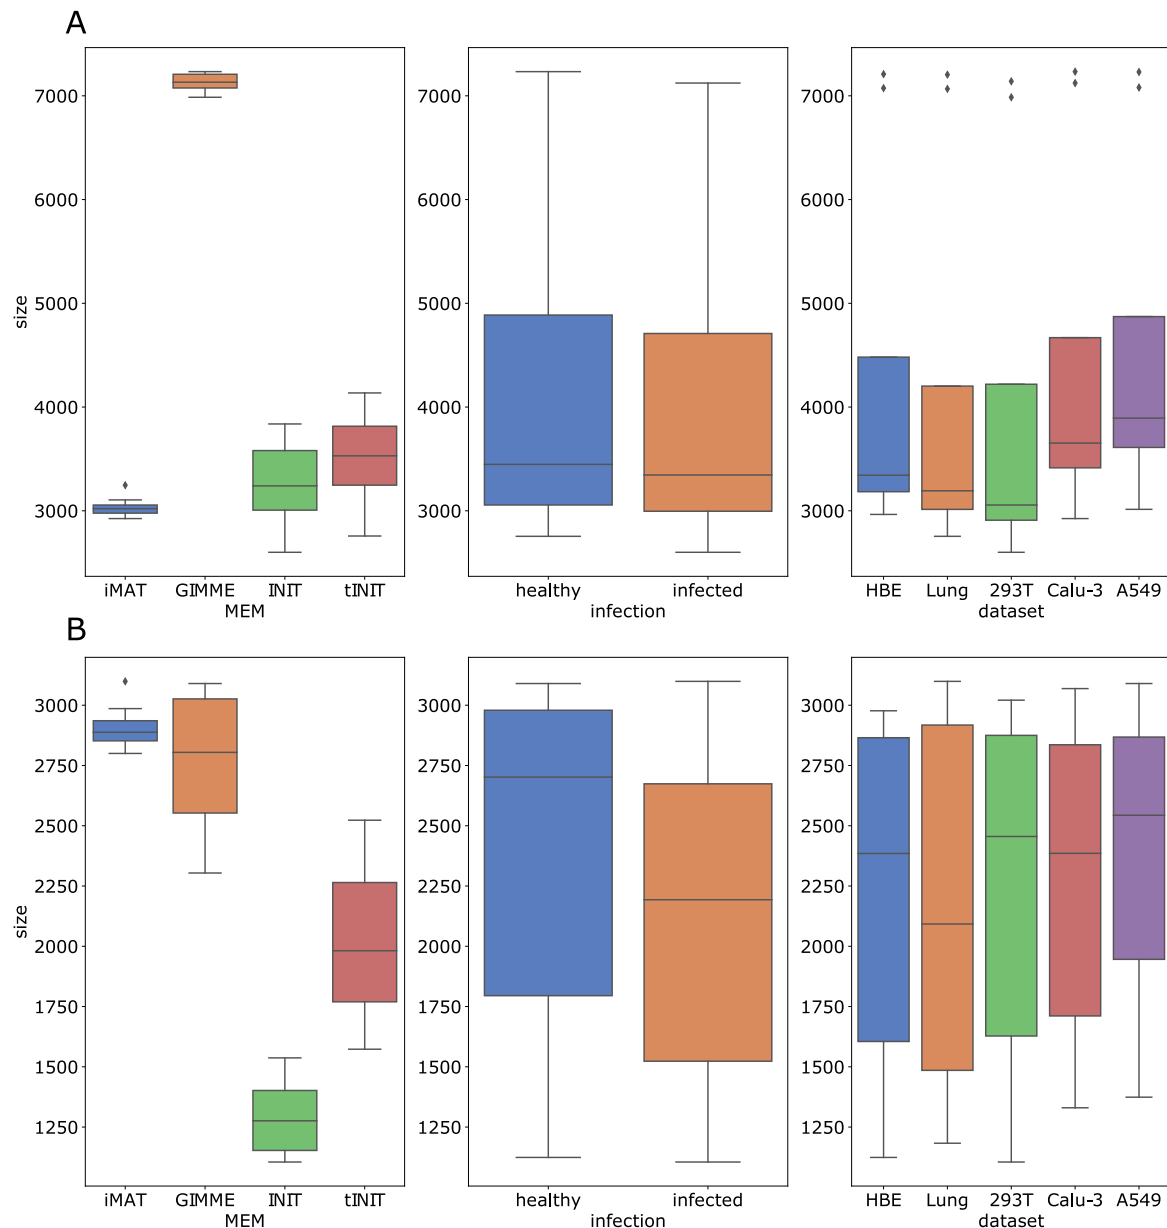 A
7000
6000
5000
4000
3000
size
iMAT GIMME INIT tINIT
MEM
7000
6000
5000
4000
3000
healthy infected
infection
7000
6000
5000
4000
3000
HBE Lung 293T Calu-3 A549
dataset
B
3000
2750
2500
2250
2000
1750
1500
1250
size
iMAT GIMME INIT tINIT
MEM
3000
2750
2500
2250
2000
1750
1500
1250
healthy infected
infection
3000
2750
2500
2250
2000
1750
1500
1250
HBE Lung 293T Calu-3 A549
dataset